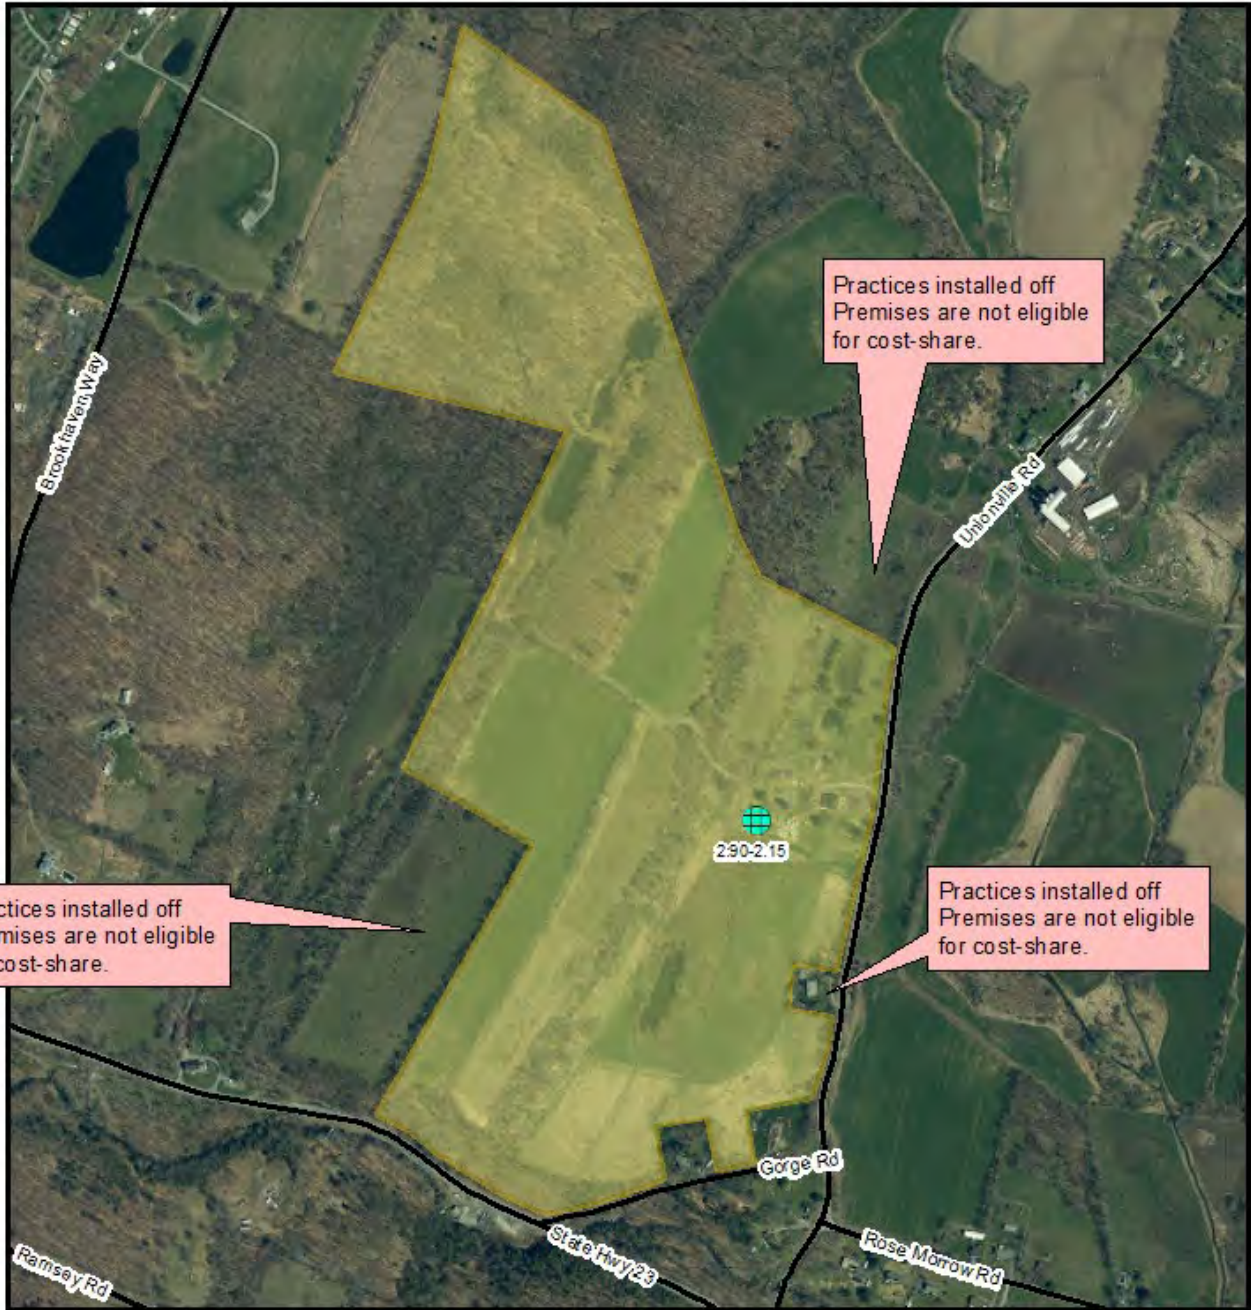 Practices installed off
Premises are not eligible
for cost-share.
Brookhaven Way
Unionville Rd
2.90-2.15
ctices installed off
mises are not eligible
cost-share.
Practices installed off
Premises are not eligible
for cost-share.
Gorge Rd
State Hwy 23
Rose Morrow Rd
Ramsey Rd